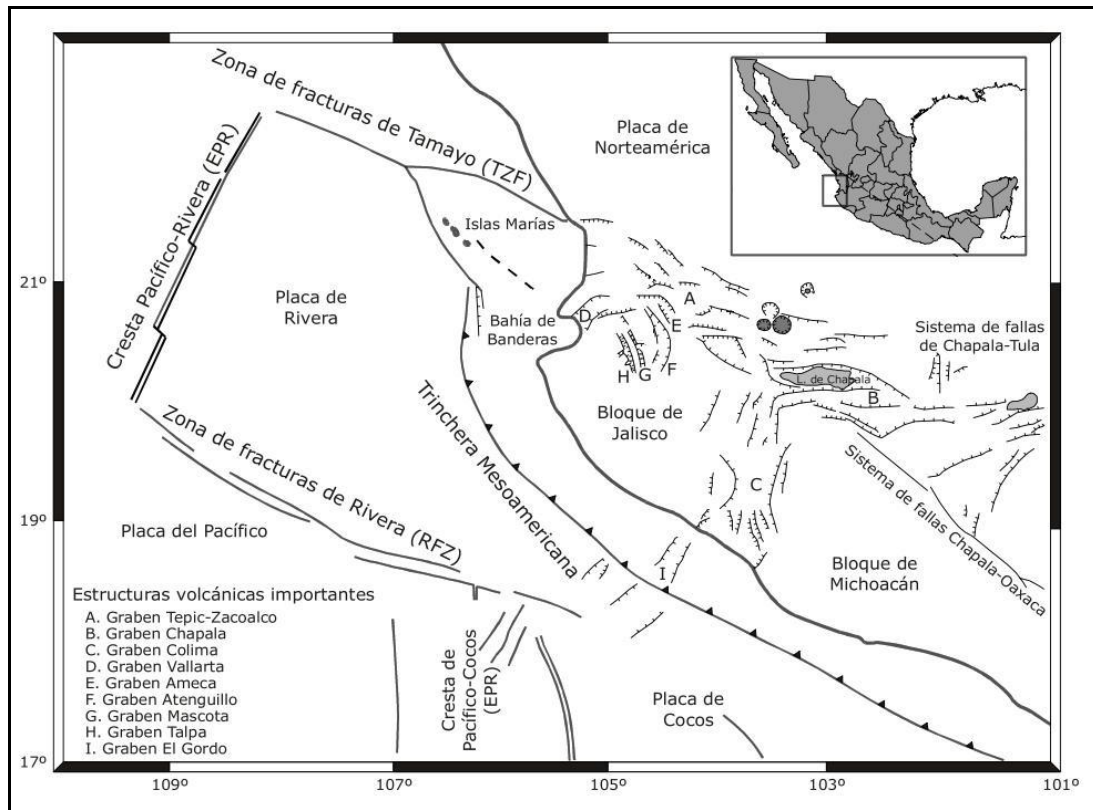 Zona de fracturas de Tamayo (TZF)
Placa de
Norteamérica
Cresta Pacífico-Rivera (EPR)
Islas Marías
21º
Placa de
Rivera
Bahía de
Banderas
D
A
E
H
G
F
Sistema de fallas
de Chapala-Tula
L. de Chapala
B
Bloque de
Jalisco
Trinchera Mesoamericana
Zona de fracturas de Rivera (RFZ)
C
Sistema de fallas Chapala-Oaxaca
19º
Placa del Pacífico
I
Bloque de
Michoacán
Estructuras volcánicas importantes
A. Graben Tepic-Zacoalco
B. Graben Chapala
C. Graben Colima
D. Graben Vallarta
E. Graben Ameca
F. Graben Atenguillo
G. Graben Mascota
H. Graben Talpa
I. Graben El Gordo
Cresta de
Pacífico-Cocos
(EPR)
Placa de
Cocos
17º
109º
107º
105º
103º
101º